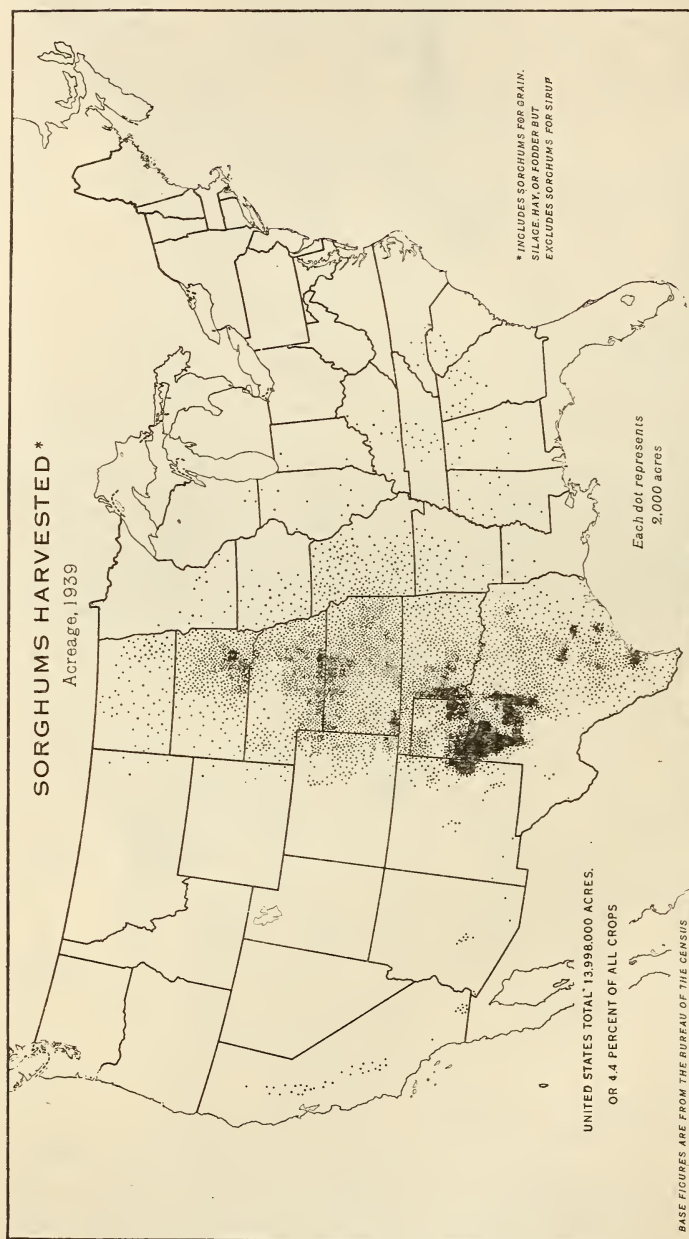 SORGHUMS HARVESTED*
Acreage, 1939
* INCLUDES SORGHUMS FOR GRAIN.
SILAGE, HAY, OR FODDER BUT
EXCLUDES SORGHUMS FOR SIRUP
Each dot represents
2,000 acres
UNITED STATES TOTAL 13,998,000 ACRES,
OR 4.4 PERCENT OF ALL CROPS
BASE FIGURES ARE FROM THE BUREAU OF THE CENSUS